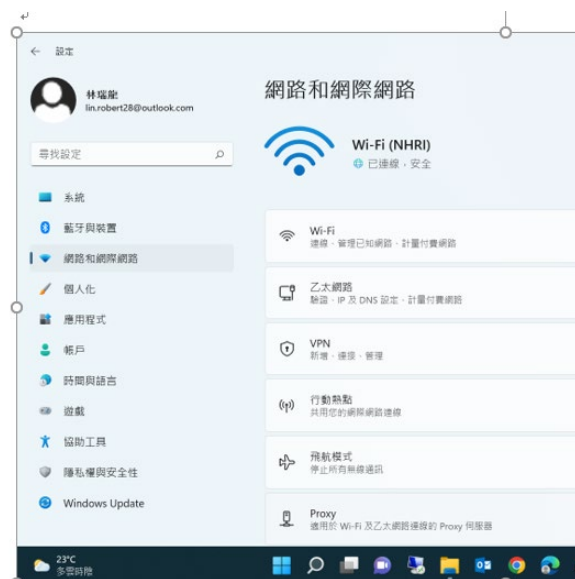 設定
林瑞龍
lin.robert28@outlook.com
尋找設定
系統
藍牙與裝置
網路和網際網路
個人化
應用程式
帳戶
時間與語言
遊戲
協助工具
隱私權與安全性
Windows Update
網路和網際網路
Wi-Fi (NHRI)
已連線,安全
Wi-Fi
連線、管理已知網路、計量付費網路
乙太網路
驗證、IP 及 DNS 設定、計量付費網路
VPN
新增、連接、管理
行動熱點
共用您的網際網路連線
飛航模式
停止所有無線通訊
Proxy
適用於 Wi-Fi 及乙太網路連線的 Proxy 伺服器
23°C
多雲時陰